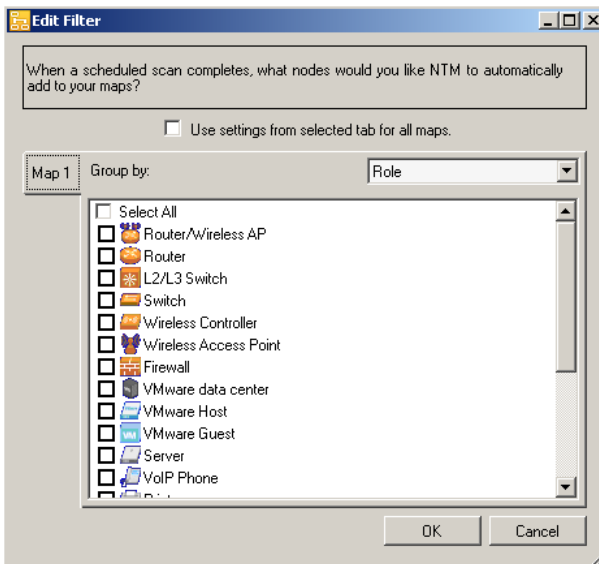 Edit Filter
When a scheduled scan completes, what nodes would you like NTM to automatically
add to your maps?
Use settings from selected tab for all maps.
Map 1
Group by:
Role
Select All
Router/Wireless AP
Router
L2/L3 Switch
Switch
Wireless Controller
Wireless Access Point
Firewall
VMware data center
VMware Host
VMware Guest
Server
VoIP Phone
OK
Cancel